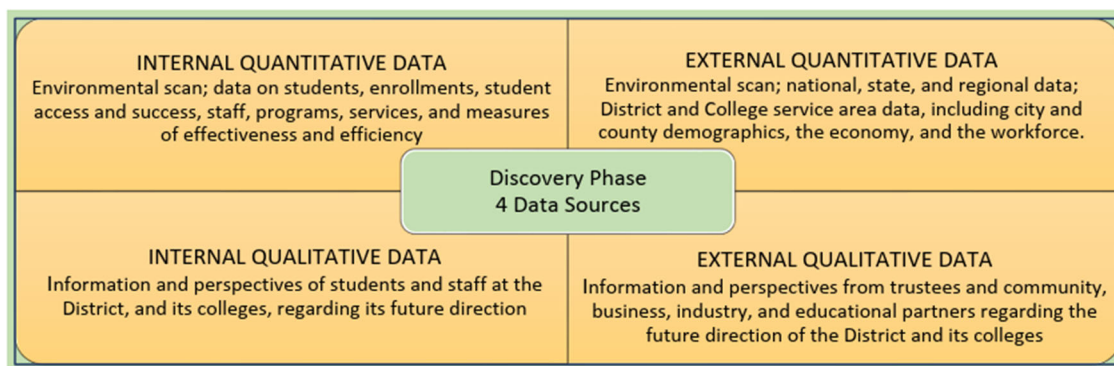 INTERNAL QUANTITATIVE DATA
Environmental scan; data on students, enrollments, student
access and success, staff, programs, services, and measures
of effectiveness and efficiency
EXTERNAL QUANTITATIVE DATA
Environmental scan; national, state, and regional data;
District and College service area data, including city and
county demographics, the economy, and the workforce.
Discovery Phase
4 Data Sources
INTERNAL QUALITATIVE DATA
Information and perspectives of students and staff at the
District, and its colleges, regarding its future direction
EXTERNAL QUALITATIVE DATA
Information and perspectives from trustees and community,
business, industry, and educational partners regarding the
future direction of the District and its colleges